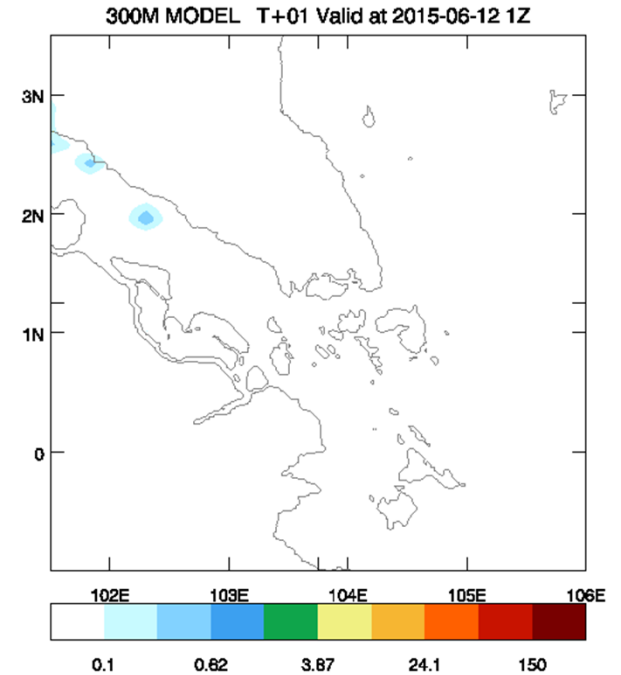 300M MODEL T+01 Valid at 2015-06-12 1Z
3N
2N
1N
0
102E 103E 104E 105E 106E
0.1 0.62 3.87 24.1 150